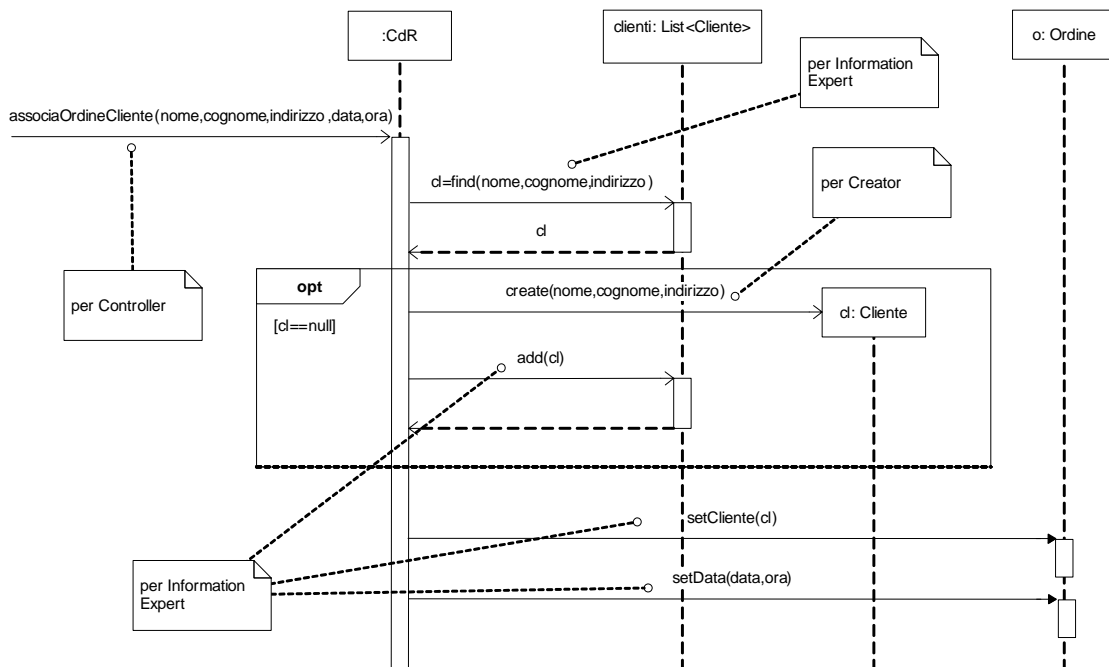 :CdR
clienti: List<Cliente>
o: Ordine
per Information
Expert
associaOrdineCliente(nome,cognome,indirizzo ,data,ora)
cl=find(nome,cognome,indirizzo )
per Creator
cl
per Controller
opt
create(nome,cognome,indirizzo )
[cl==null]
cl: Cliente
add(cl)
setCliente(cl)
per Information
Expert
setData(data,ora)